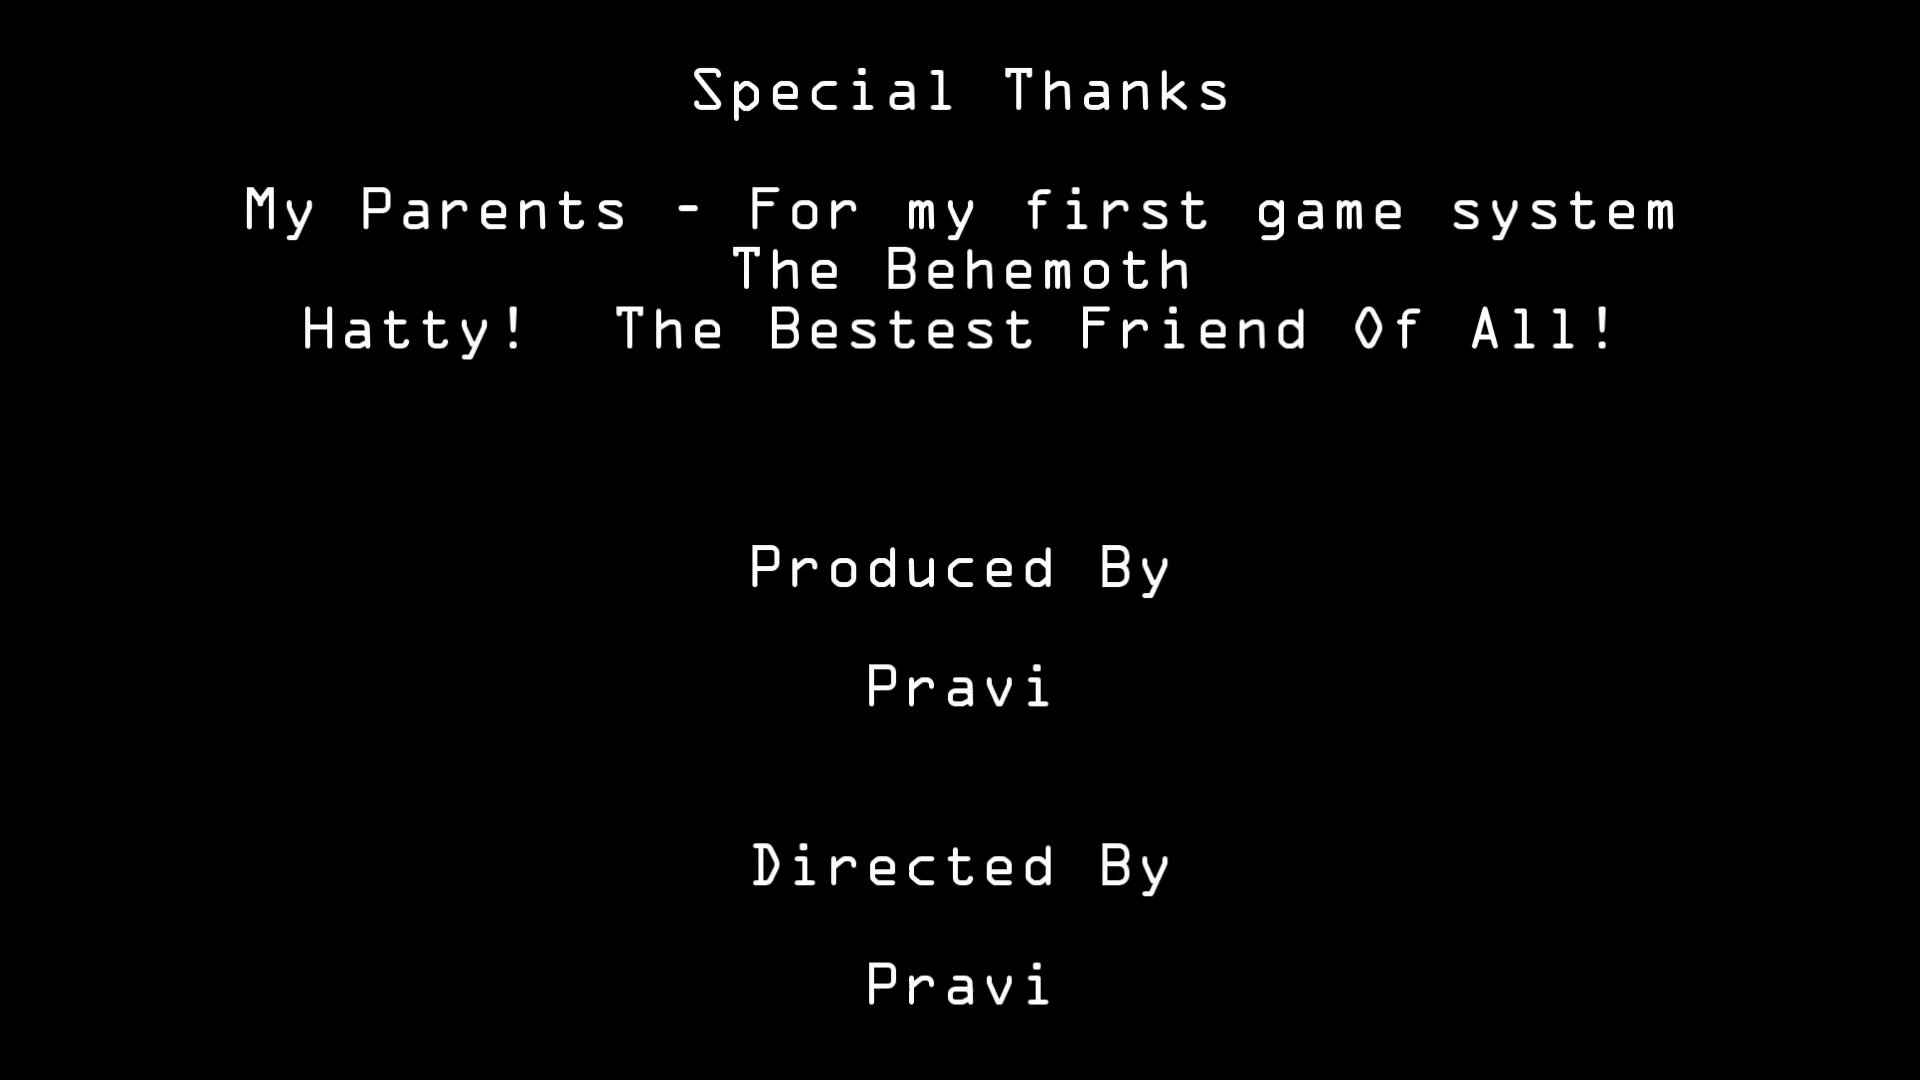 Special Thanks
My Parents - For my first game system
The Behemoth
Hatty!  The Bestest Friend Of All!
Produced By
Pravi
Directed By
Pravi